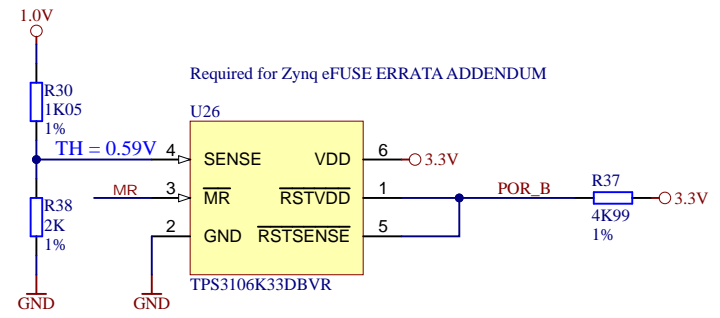 1.0V
Required for Zynq eFUSE ERRATA ADDENDUM
R30
1K05
1%
U26
TH = 0.59V
4
SENSE
VDD
6
3.3V
MR
3
MR
RSTVDD
1
POR_B
R37
4K99
1%
3.3V
R38
2K
1%
2
GND
RSTSENSE
5
TPS3106K33DBVR
GND
GND